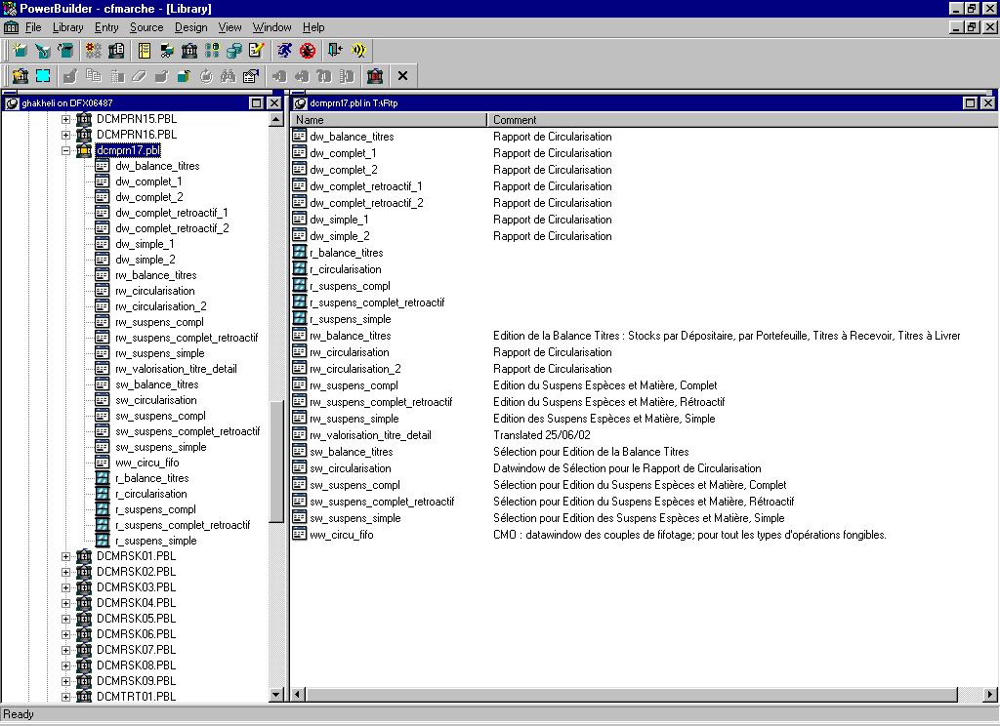 PowerBuilder - cfmarche - [Library]
File Library Entry Source Design View Window Help
ghakheli on DFX06487
DCMPRN15.PBL
DCMPRN16.PBL
dcmprn17.pbl
dw_balance_titres
dw_complet_1
dw_complet_2
dw_complet_retroactif_1
dw_complet_retroactif_2
dw_simple_1
dw_simple_2
rw_balance_titres
rw_circularisation
rw_circularisation_2
rw_suspens_compl
rw_suspens_complet_retroactif
rw_suspens_simple
rw_valorisation_titre_detail
sw_balance_titres
sw_circularisation
sw_suspens_compl
sw_suspens_complet_retroactif
sw_suspens_simple
ww_circu_fifo
r_balance_titres
r_circularisation
r_suspens_compl
r_suspens_complet_retroactif
r_suspens_simple
DCMRSK01.PBL
DCMRSK02.PBL
DCMRSK03.PBL
DCMRSK04.PBL
DCMRSK05.PBL
DCMRSK06.PBL
DCMRSK07.PBL
DCMRSK08.PBL
DCMRSK09.PBL
DCMTRT01.PBL
dcmprn17.pbl in T:\Rtp
Name Comment
dw_balance_titres Rapport de Circularisation
dw_complet_1 Rapport de Circularisation
dw_complet_2 Rapport de Circularisation
dw_complet_retroactif_1 Rapport de Circularisation
dw_complet_retroactif_2 Rapport de Circularisation
dw_simple_1 Rapport de Circularisation
dw_simple_2 Rapport de Circularisation
r_balance_titres
r_circularisation
r_suspens_compl
r_suspens_complet_retroactif
r_suspens_simple
rw_balance_titres Edition de la Balance Titres : Stocks par Dépositaire, par Portefeuille, Titres à Recevoir, Titres à Livrer
rw_circularisation Rapport de Circularisation
rw_circularisation_2 Rapport de Circularisation
rw_suspens_compl Edition du Suspens Espèces et Matière, Complet
rw_suspens_complet_retroactif Edition du Suspens Espèces et Matière, Rétroactif
rw_suspens_simple Edition des Suspens Espèces et Matière, Simple
rw_valorisation_titre_detail Translated 25/06/02
sw_balance_titres Sélection pour Edition de la Balance Titres
sw_circularisation Datwindow de Sélection pour le Rapport de Circularisation
sw_suspens_compl Sélection pour Edition du Suspens Espèces et Matière, Complet
sw_suspens_complet_retroactif Sélection pour Edition du Suspens Espèces et Matière, Rétroactif
sw_suspens_simple Sélection pour Edition des Suspens Espèces et Matière, Simple
ww_circu_fifo CMO : datawindow des couples de fifotage; pour tout les types d'opérations fongibles.
Ready